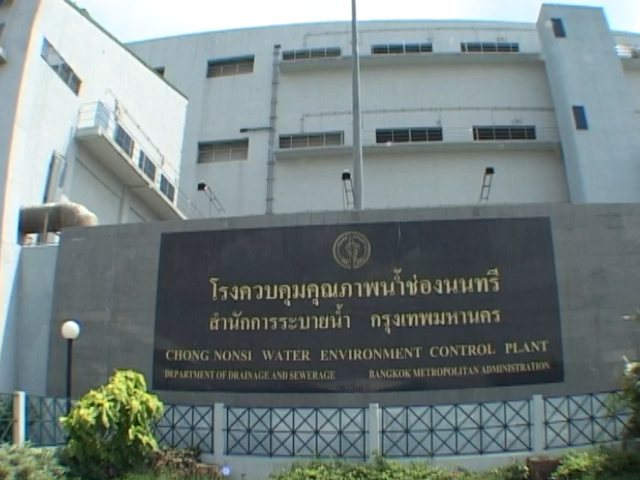 โรงควบคุมคุณภาพน้ำช่องนนทรี
สำนักการระบายน้ำ กรุงเทพมหานคร
CHONG NONSI WATER ENVIRONMENT CONTROL PLANT
DEPARTMENT OF DRAINAGE AND SEWERAGE BANGKOK METROPOLITAN ADMINISTRATION